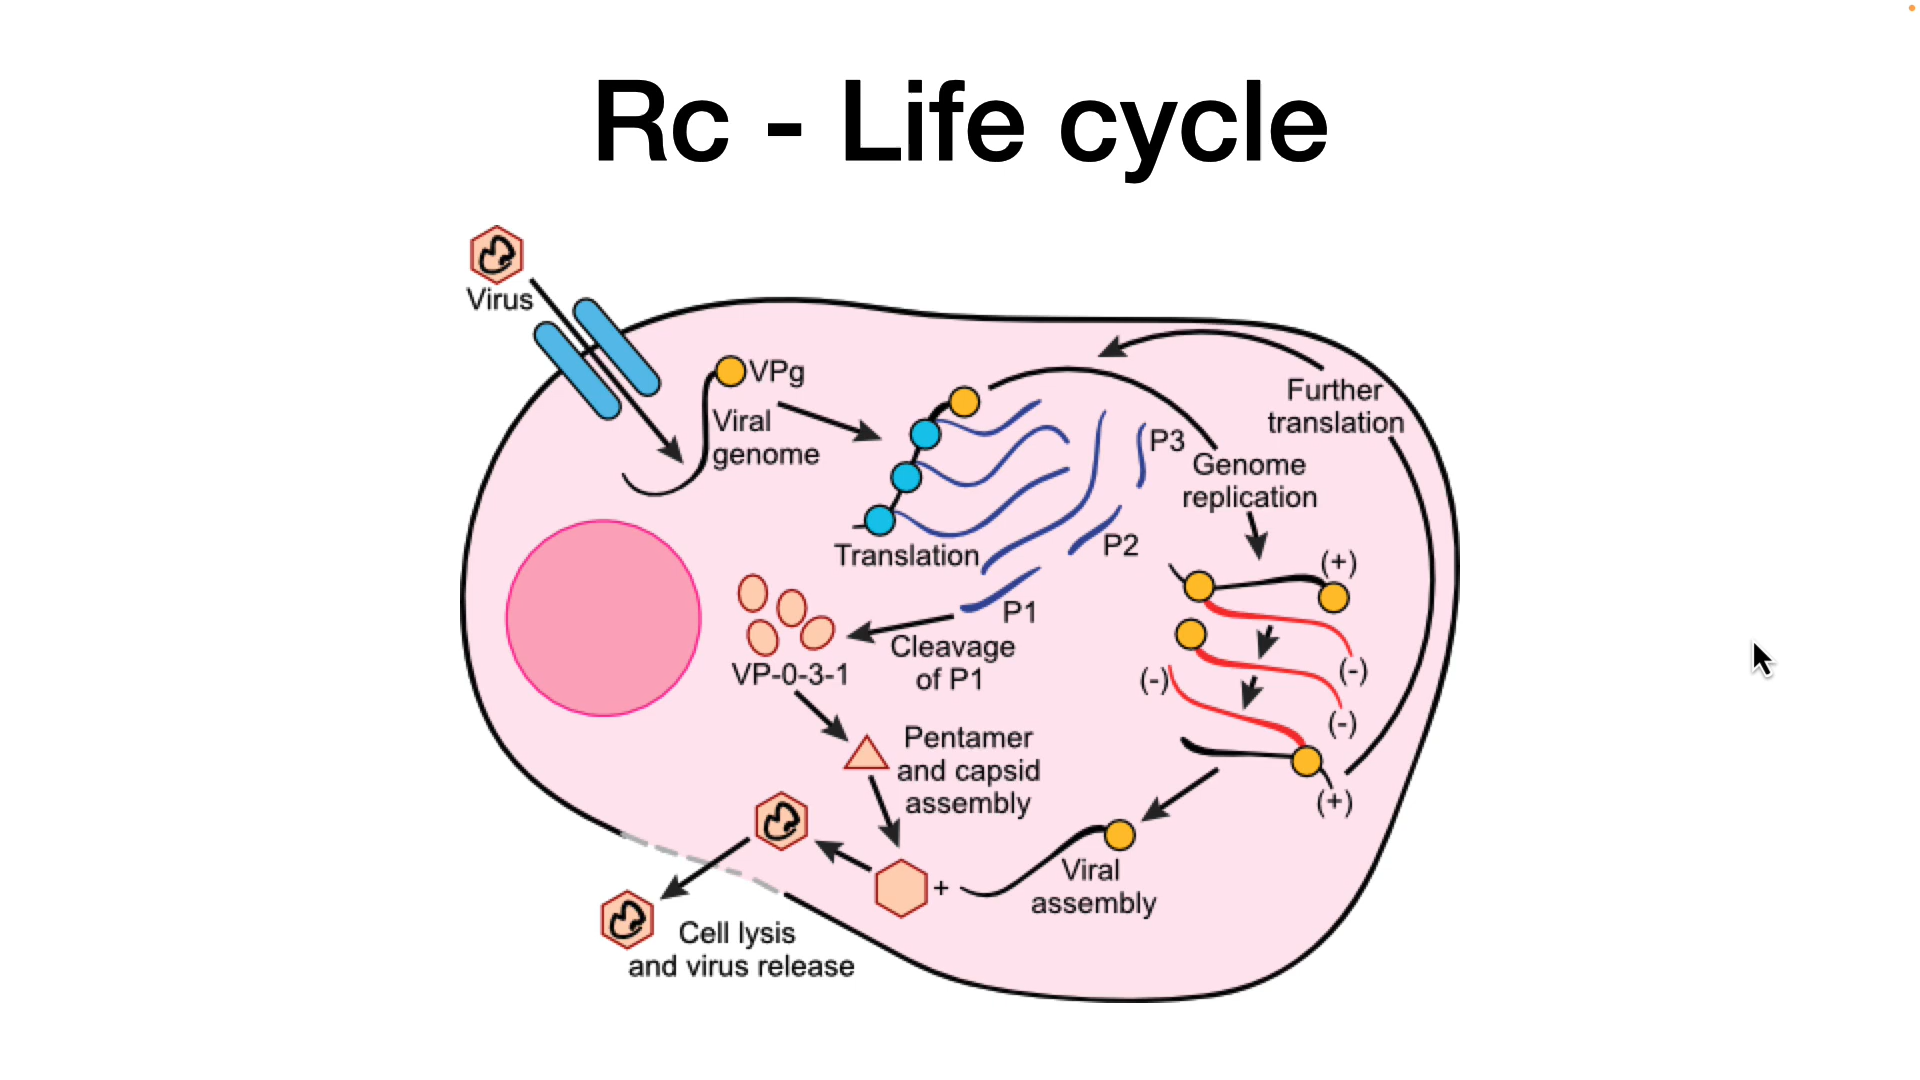 Rc - Life cycle
Virus
VPg
Viral
genome
Translation
P3
P2
P1
Genome
replication
Further
translation
(+)
(-)
(-)
(-)
(+)
Cleavage
of P1
VP-0-3-1
Pentamer
and capsid
assembly
+
Viral
assembly
Cell lysis
and virus release